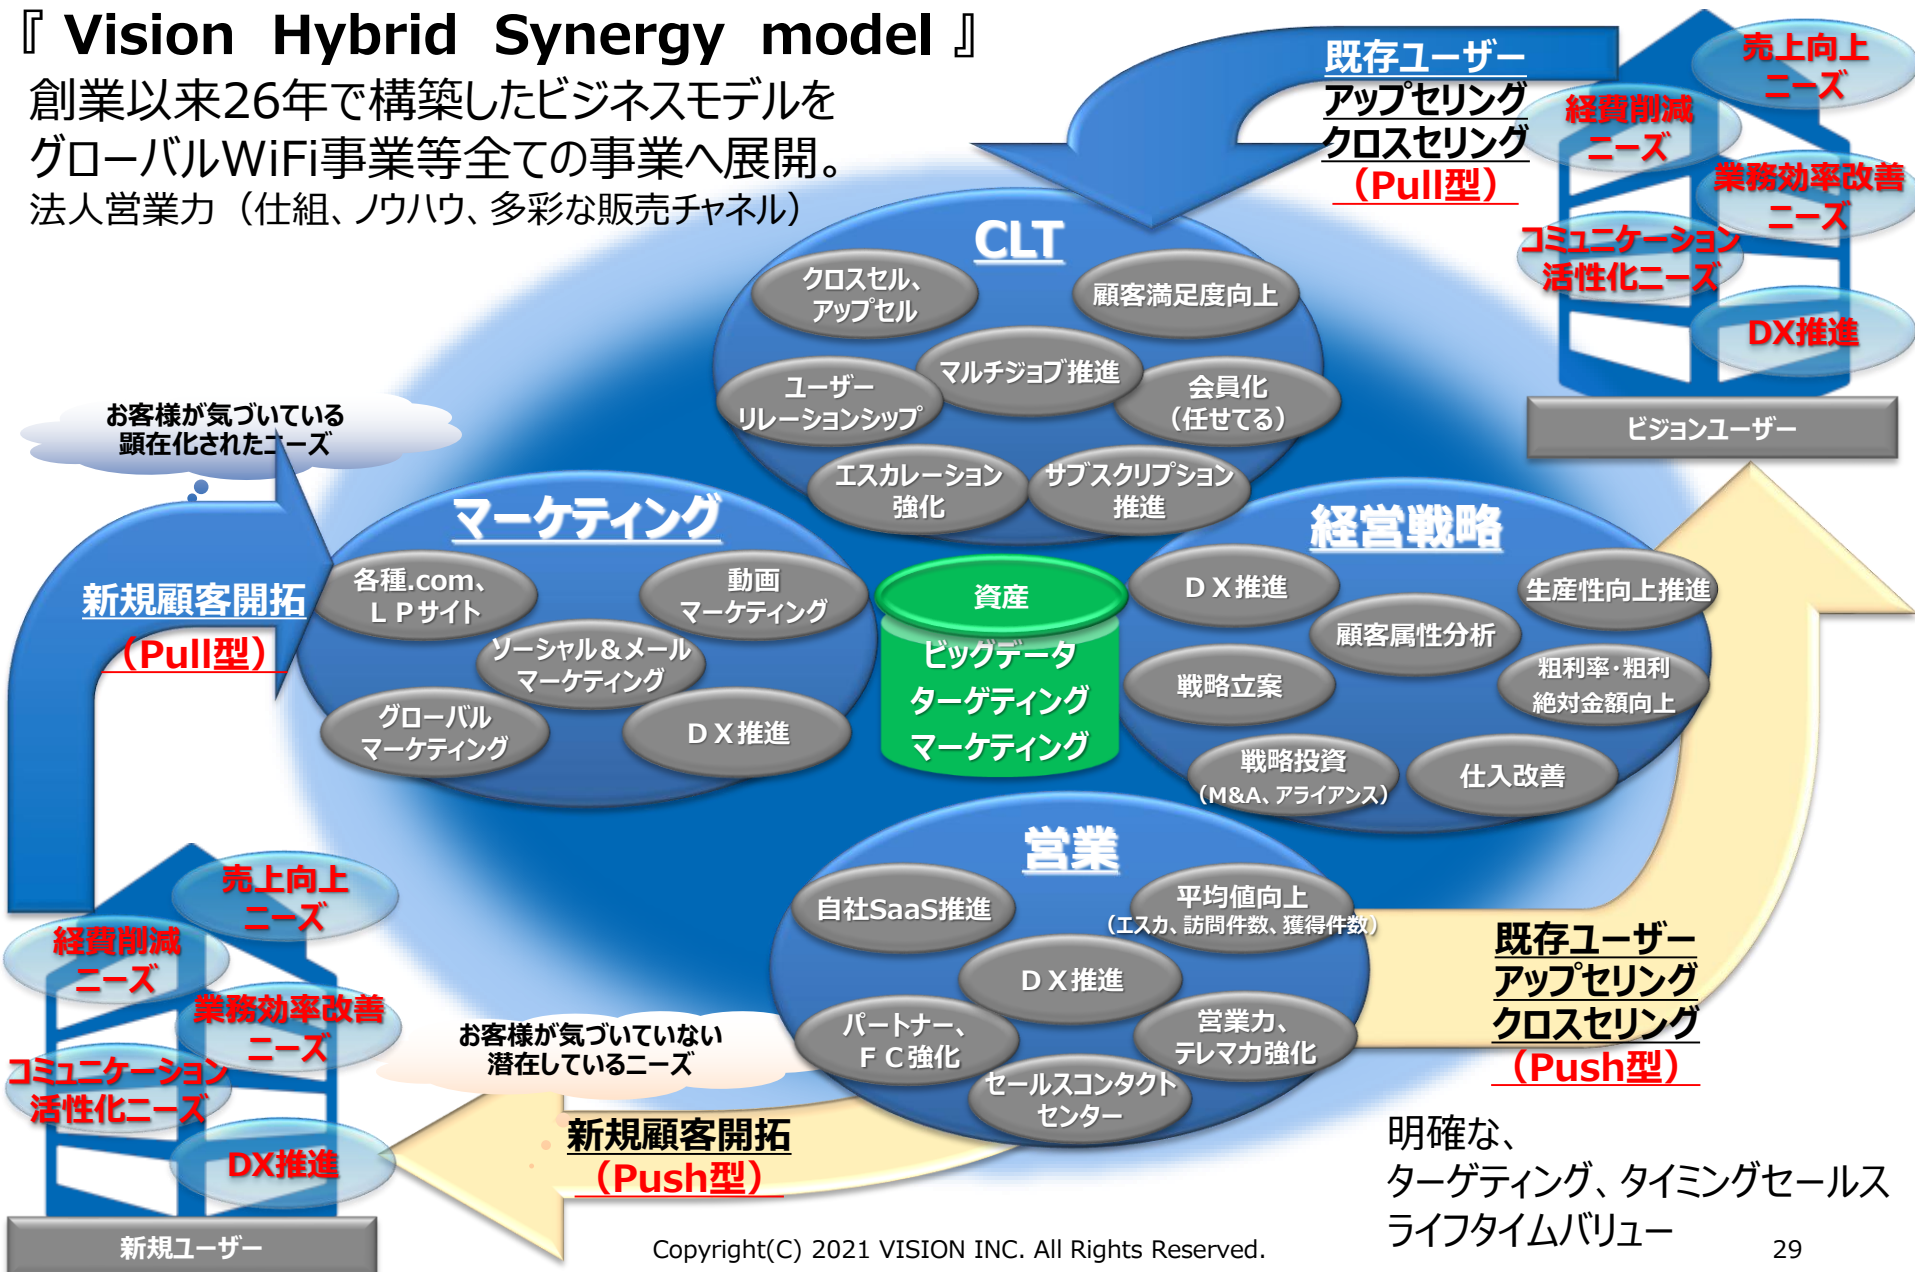 『 Vision Hybrid Synergy model 』
創業以来26年で構築したビジネスモデルを
グローバルWiFi事業等全ての事業へ展開。
法人営業力（仕組、ノウハウ、多彩な販売チャネル）
既存ユーザー
アップセリング
クロスセリング
（Pull型）
売上向上
ニーズ
経費削減
ニーズ
業務効率改善
ニーズ
コミュニケーション
活性化ニーズ
DX推進
ビジョンユーザー
CLT
クロスセル、
アップセル
顧客満足度向上
マルチジョブ推進
ユーザー
リレーションシップ
会員化
（任せてる）
エスカレーション
強化
サブスクリプション
推進
お客様が気づいている
顕在化されたニーズ
新規顧客開拓
（Pull型）
マーケティング
各種.com、
ＬＰサイト
動画
マーケティング
ソーシャル＆メール
マーケティング
グローバル
マーケティング
ＤＸ推進
資産
ビッグデータ
ターゲティング
マーケティング
経営戦略
ＤＸ推進
生産性向上推進
顧客属性分析
戦略立案
粗利率・粗利
絶対金額向上
戦略投資
（M&A、アライアンス）
仕入改善
営業
自社SaaS推進
平均値向上
（エスカ、訪問件数、獲得件数）
ＤＸ推進
パートナー、
ＦＣ強化
営業力、
テレマ力強化
セールスコンタクト
センター
既存ユーザー
アップセリング
クロスセリング
（Push型）
お客様が気づいていない
潜在しているニーズ
新規顧客開拓
（Push型）
売上向上
ニーズ
経費削減
ニーズ
業務効率改善
ニーズ
コミュニケーション
活性化ニーズ
DX推進
新規ユーザー
明確な、
ターゲティング、タイミングセールス
ライフタイムバリュー
Copyright(C) 2021 VISION INC. All Rights Reserved.
29